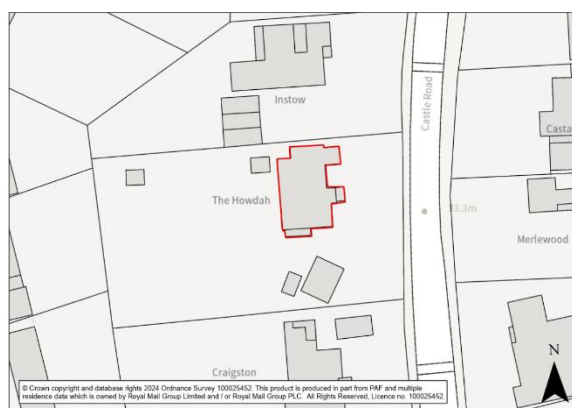 Instow
Castle Road
Casta
The Howdah
13.3m
Merlewood
Craigston
N
© Crown copyright and database rights 2024 Ordnance Survey 100025452. This product is produced in part from PAF and multiple
residence data which is owned by Royal Mail Group Limited and / or Royal Mail Group PLC. All Rights Reserved, Licence no. 100025452.